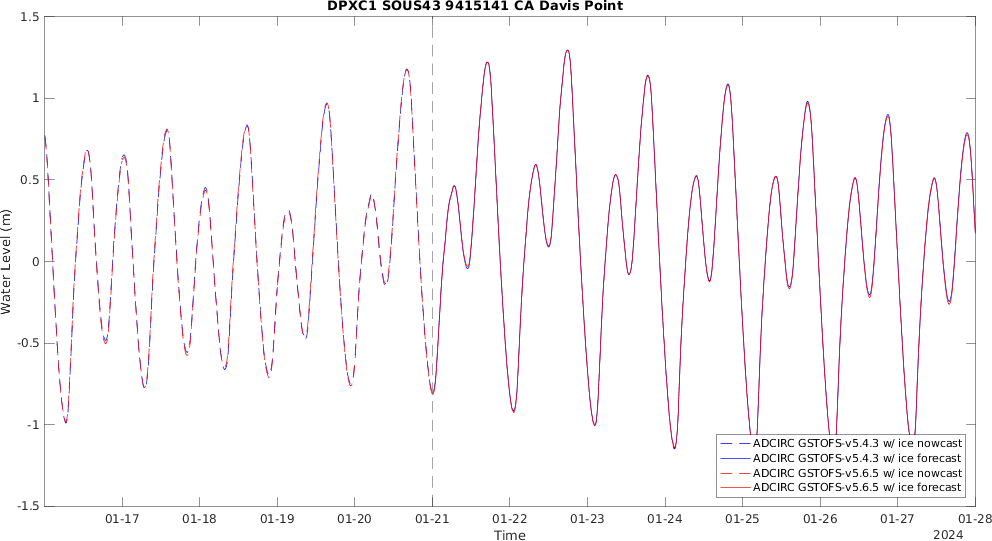 DPXC1 SOUS43 9415141 CA Davis Point
Water Level (m)
1.5
1
0.5
0
-0.5
-1
-1.5
ADCIRC GSTOFS-v5.4.3 w/ ice nowcast
ADCIRC GSTOFS-v5.4.3 w/ ice forecast
ADCIRC GSTOFS-v5.6.5 w/ ice nowcast
ADCIRC GSTOFS-v5.6.5 w/ ice forecast
01-17 01-18 01-19 01-20 01-21 01-22 01-23 01-24 01-25 01-26 01-27 01-28
Time
2024